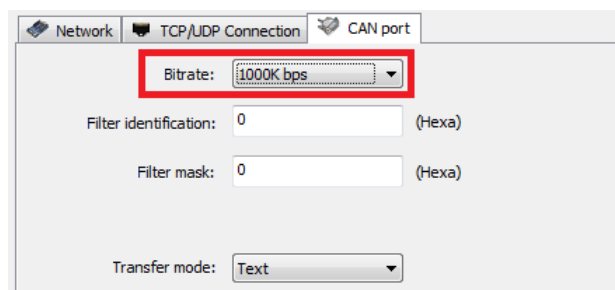 Network TCP/UDP Connection CAN port
Bitrate: 1000K bps
Filter identification: 0 (Hexa)
Filter mask: 0 (Hexa)
Transfer mode: Text